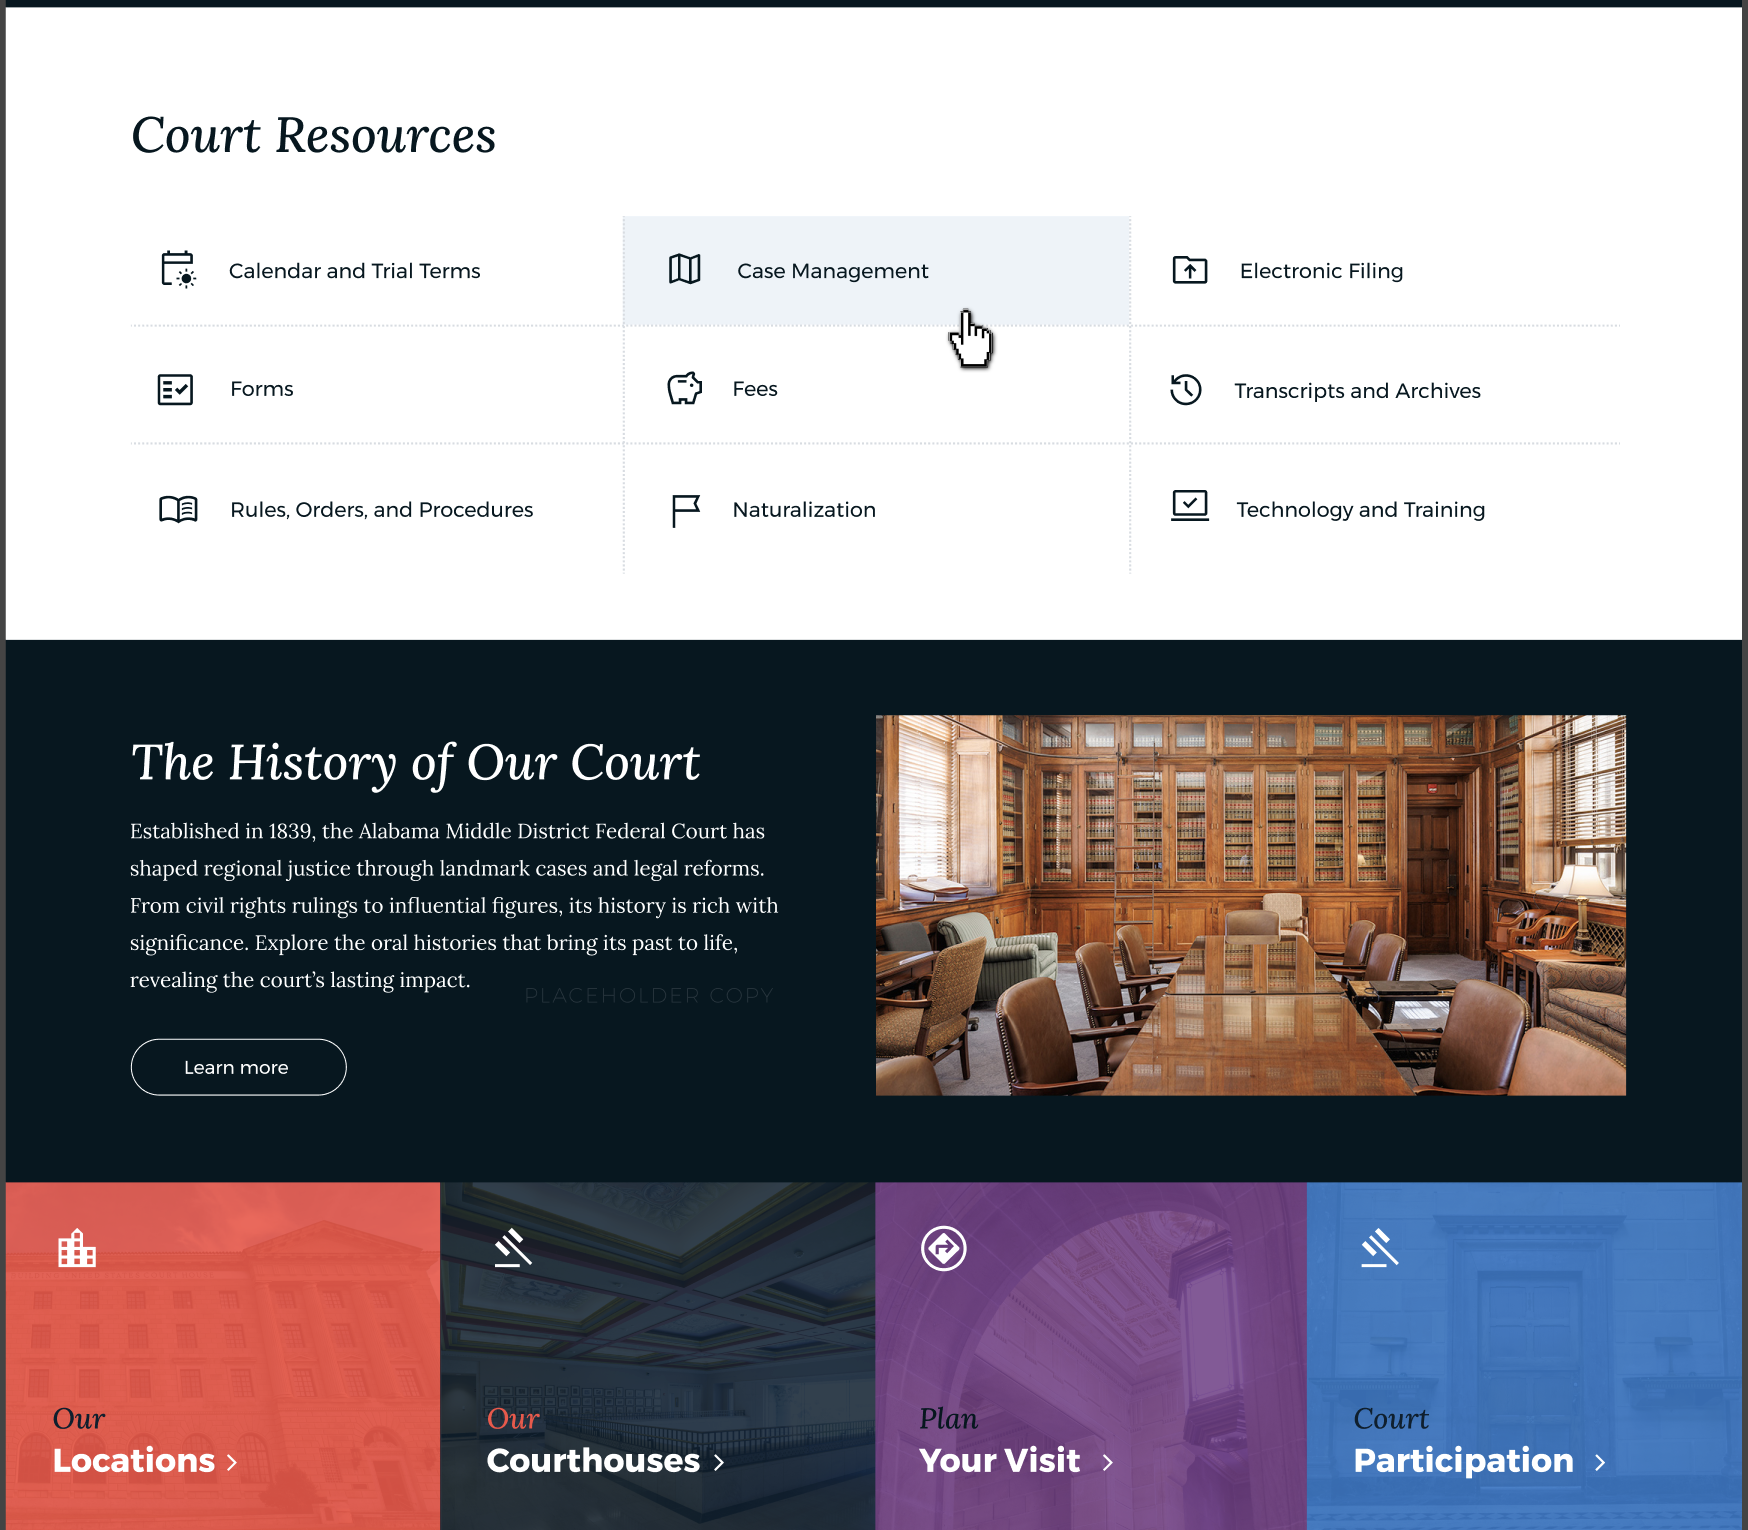 Court Resources
Calendar and Trial Terms
Case Management
Electronic Filing
Forms
Fees
Transcripts and Archives
Rules, Orders, and Procedures
Naturalization
Technology and Training
The History of Our Court
Established in 1839, the Alabama Middle District Federal Court has
shaped regional justice through landmark cases and legal reforms.
From civil rights rulings to influential figures, its history is rich with
significance. Explore the oral histories that bring its past to life,
revealing the court’s lasting impact.
PLACEHOLDER COPY
Learn more
Our
Locations
Our
Courthouses
Plan
Your Visit
Court
Participation